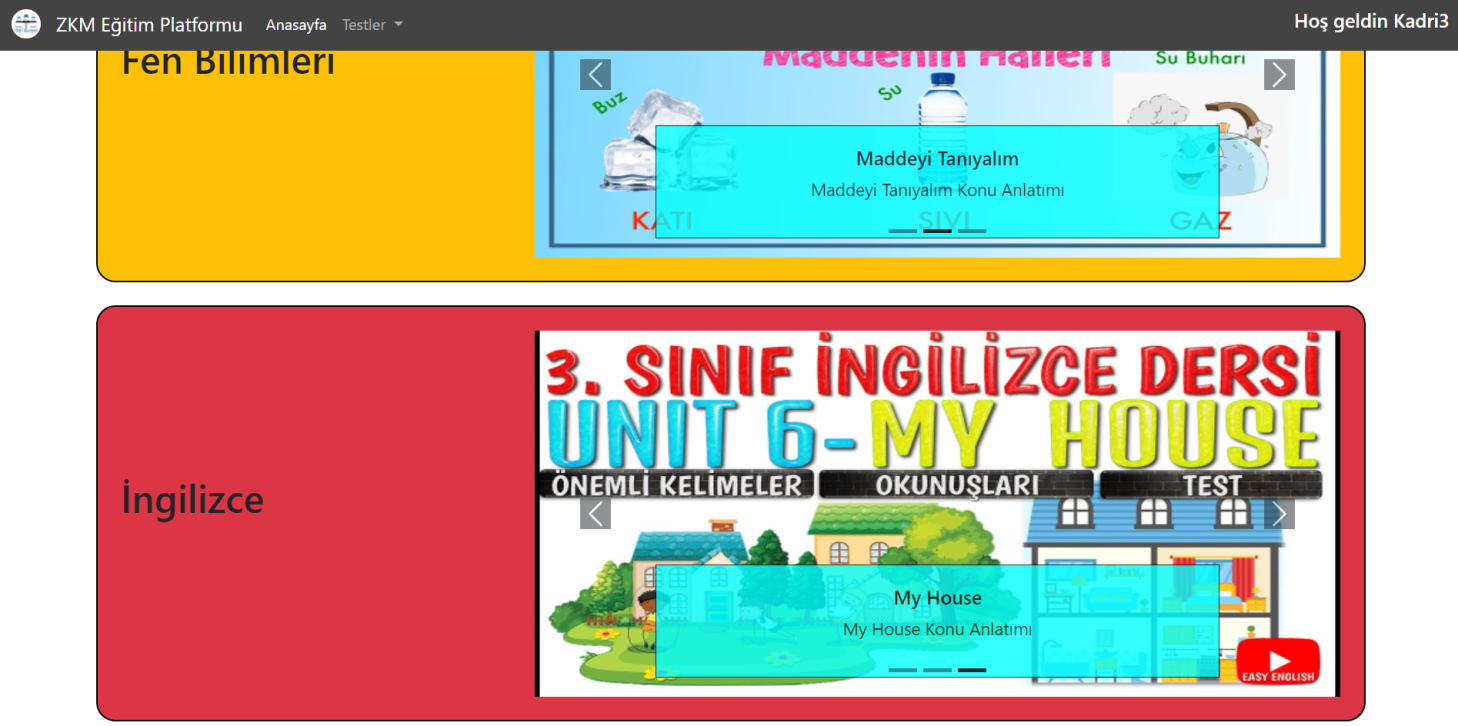 ZKM Eğitim Platformu Anasayfa Testler Hoş geldin Kadri3
Fen Bilimleri
Maddenin Halleri
Su Buharı
Buz
Su
Maddeyi Tanıyalım
Maddeyi Tanıyalım Konu Anlatımı
KATI SIVI GAZ
3. SINIF İNGİLİZCE DERSİ
UNIT 6-MY HOUSE
ÖNEMLİ KELİMELER OKUNUŞLARI TEST
İngilizce
My House
My House Konu Anlatımı
EASY ENGLISH